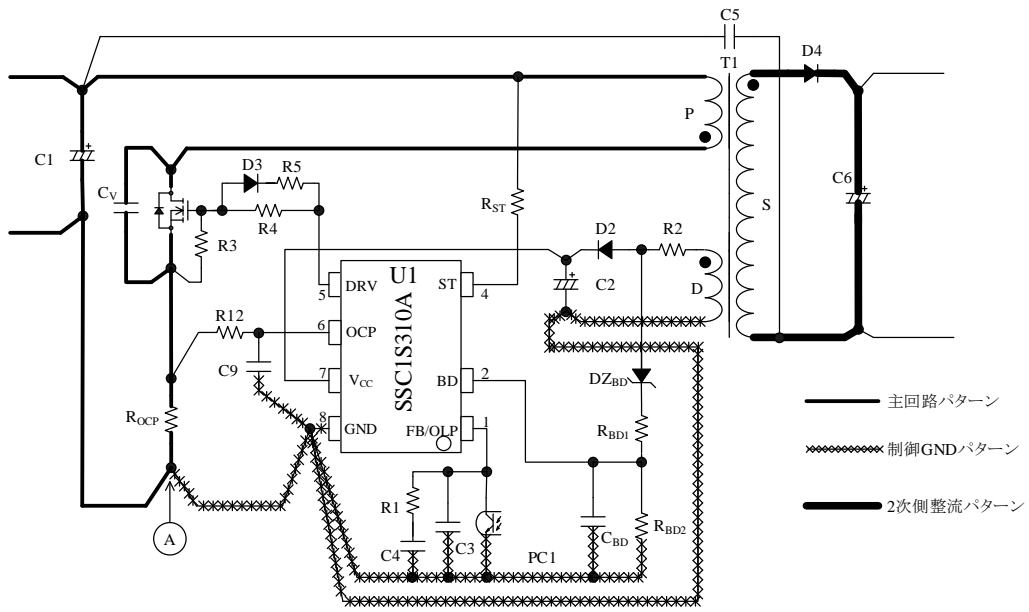 C5
D4
T1
P
C1
D3
R5
CV
RST
S
C6
R4
D2
R2
R3
U1
C2
D
5
DRV
ST
4
SSC1S310A
R12
6
OCP
C9
DZBD
7
VCC
BD
2
主回路パターン
ROCP
RBD1
8
GND
FB/OLP
1
制御GNDパターン
R1
2次側整流パターン
CBD
RBD2
A
C4
C3
PC1